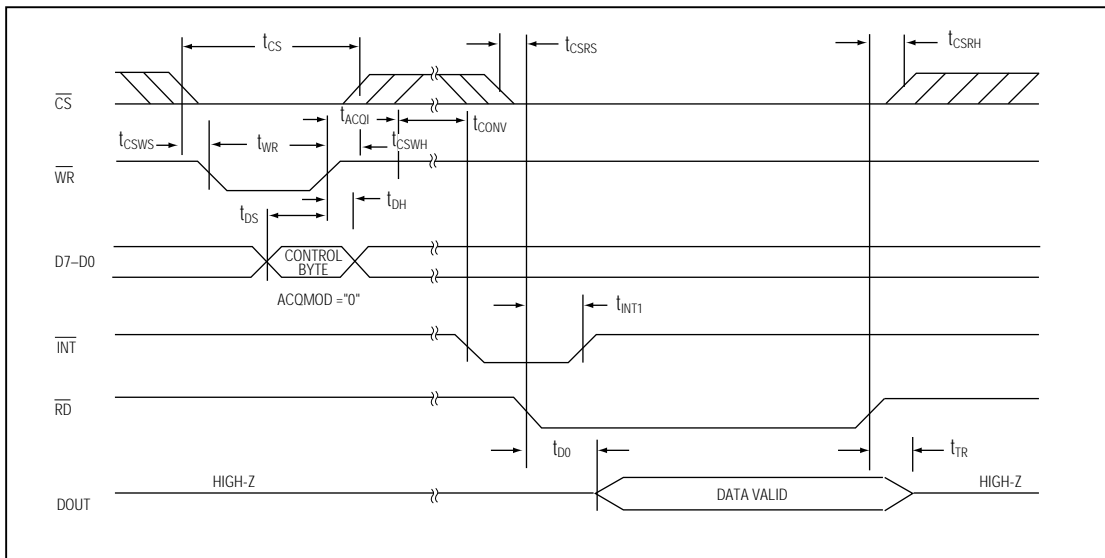 tCS
tCSRS
tCSRH
CS
tACQI
tCONV
tCSWS
tWR
tCSWH
WR
tDS
tDH
D7–D0
CONTROL
BYTE
ACQMOD ="0"
tINT1
INT
RD
tD0
tTR
HIGH-Z
DATA VALID
HIGH-Z
DOUT